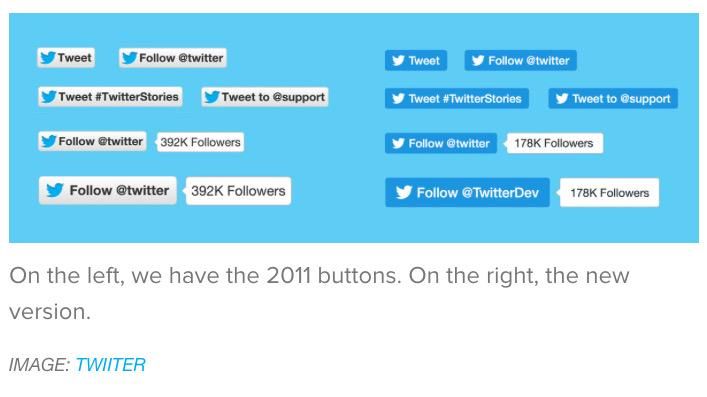 Tweet Follow @twitter
Tweet #TwitterStories Tweet to @support
Follow @twitter 392K Followers
Follow @twitter 392K Followers
Tweet Follow @twitter
Tweet #TwitterStories Tweet to @support
Follow @twitter 178K Followers
Follow @TwitterDev 178K Followers
On the left, we have the 2011 buttons. On the right, the new
version.
IMAGE: TWIITER